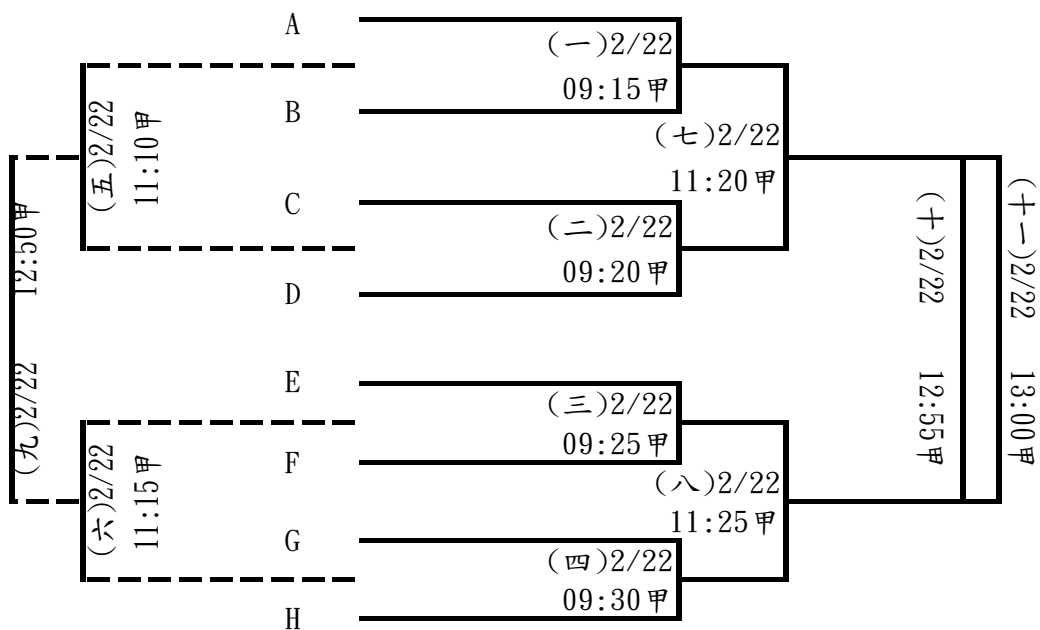 A
(一)2/22
09:15甲
B
(五)2/22
11:10甲
(七)2/22
11:20甲
C
(二)2/22
09:20甲
D
(九)2/22 12:50甲
(十)2/22 12:55甲
(十一)2/22 13:00甲
E
(三)2/22
09:25甲
F
(六)2/22
11:15甲
(八)2/22
11:25甲
G
(四)2/22
09:30甲
H